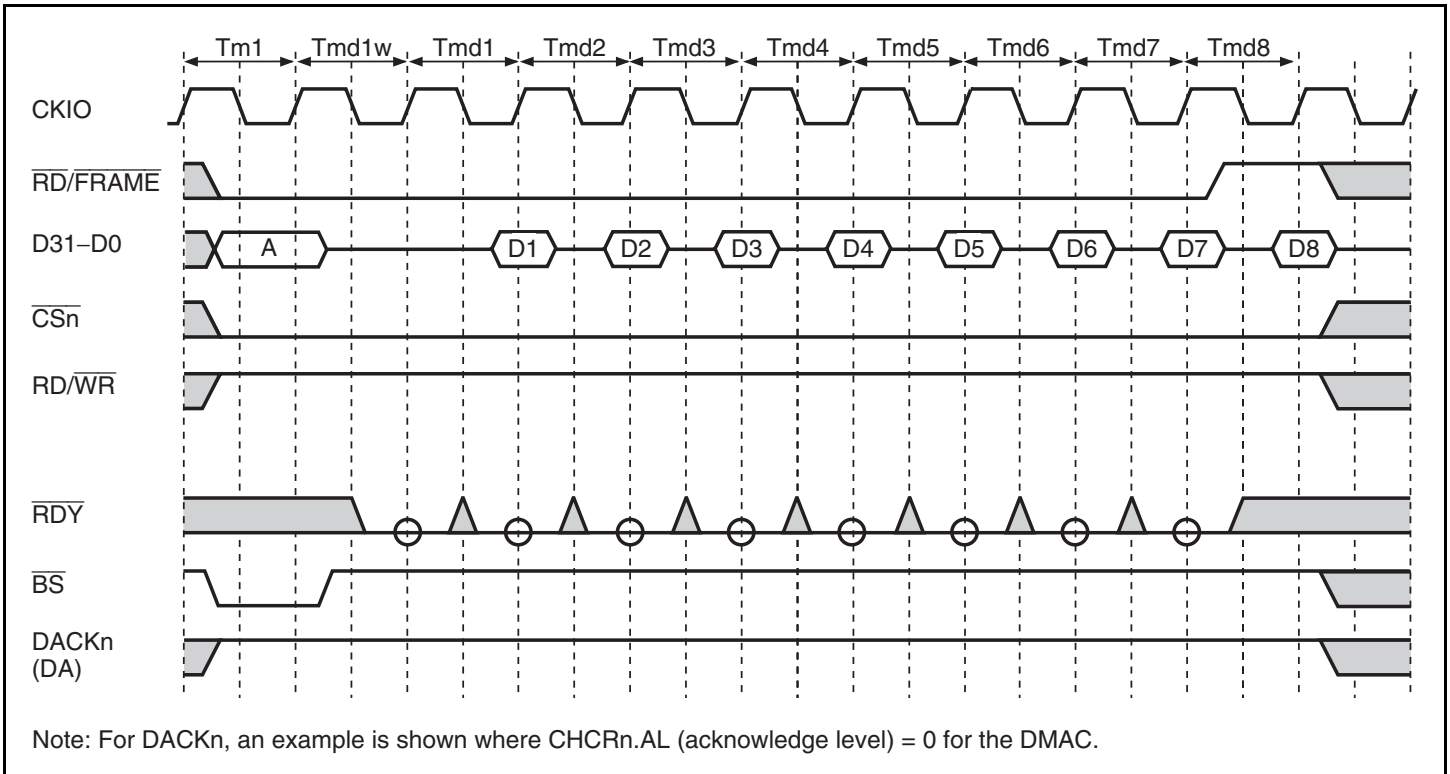 Tm1 Tmd1w Tmd1 Tmd2 Tmd3 Tmd4 Tmd5 Tmd6 Tmd7 Tmd8
CKIO
RD/FRAME
D31–D0 A D1 D2 D3 D4 D5 D6 D7 D8
CSn
RD/WR
RDY
BS
DACKn
(DA)
Note: For DACKn, an example is shown where CHCRn.AL (acknowledge level) = 0 for the DMAC.